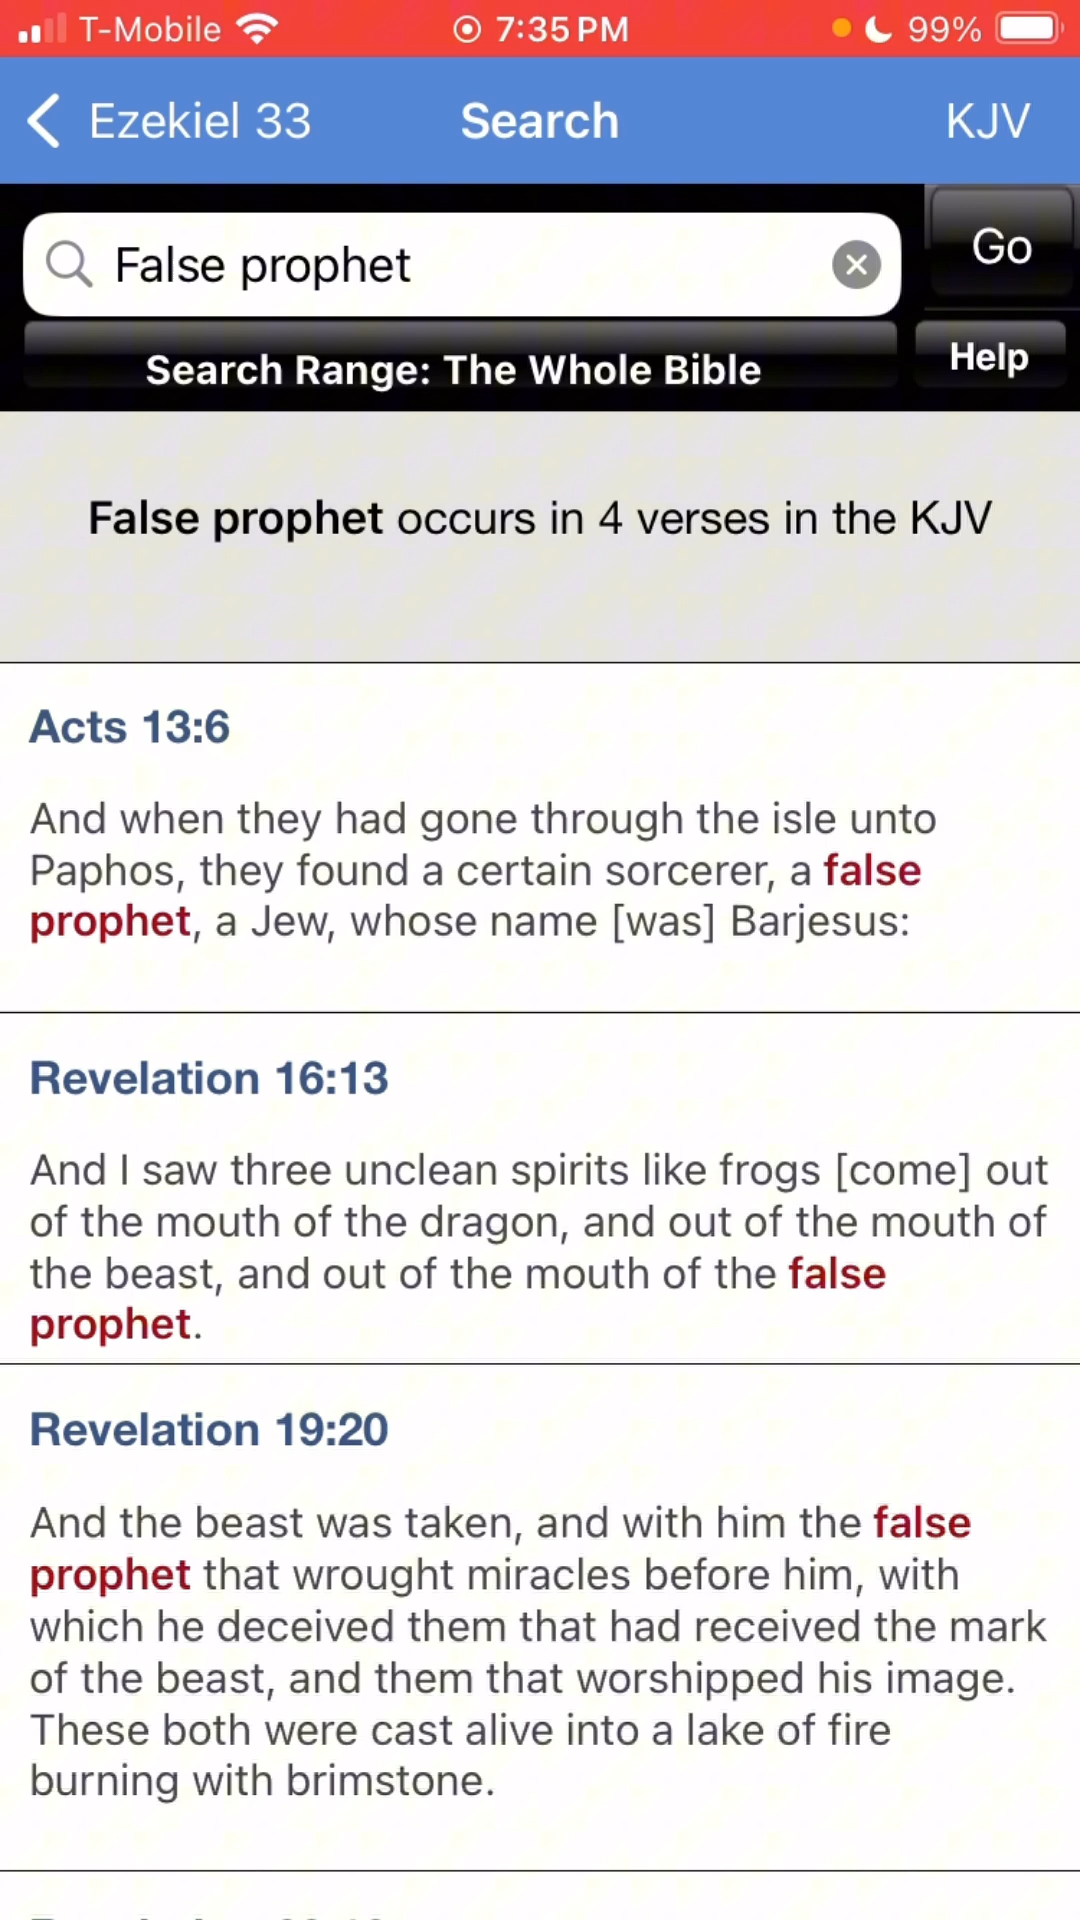 T-Mobile 7:35 PM 99%
Ezekiel 33 Search KJV
False prophet Go
Search Range: The Whole Bible Help
False prophet occurs in 4 verses in the KJV
Acts 13:6
And when they had gone through the isle unto
Paphos, they found a certain sorcerer, a false
prophet, a Jew, whose name [was] Barjesus:
Revelation 16:13
And I saw three unclean spirits like frogs [come] out
of the mouth of the dragon, and out of the mouth of
the beast, and out of the mouth of the false
prophet.
Revelation 19:20
And the beast was taken, and with him the false
prophet that wrought miracles before him, with
which he deceived them that had received the mark
of the beast, and them that worshipped his image.
These both were cast alive into a lake of fire
burning with brimstone.